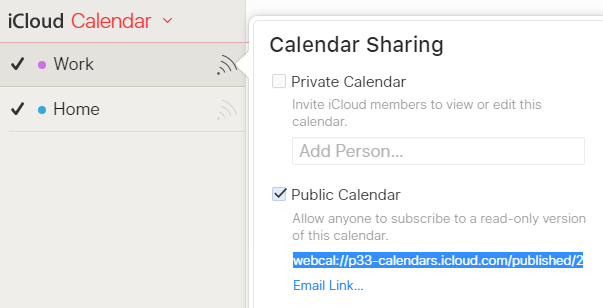 iCloud Calendar
Work
Home
Calendar Sharing
Private Calendar
Invite iCloud members to view or edit this
calendar.
Add Person...
Public Calendar
Allow anyone to subscribe to a read-only version
of this calendar.
webcal://p33-calendars.icloud.com/published/2
Email Link...